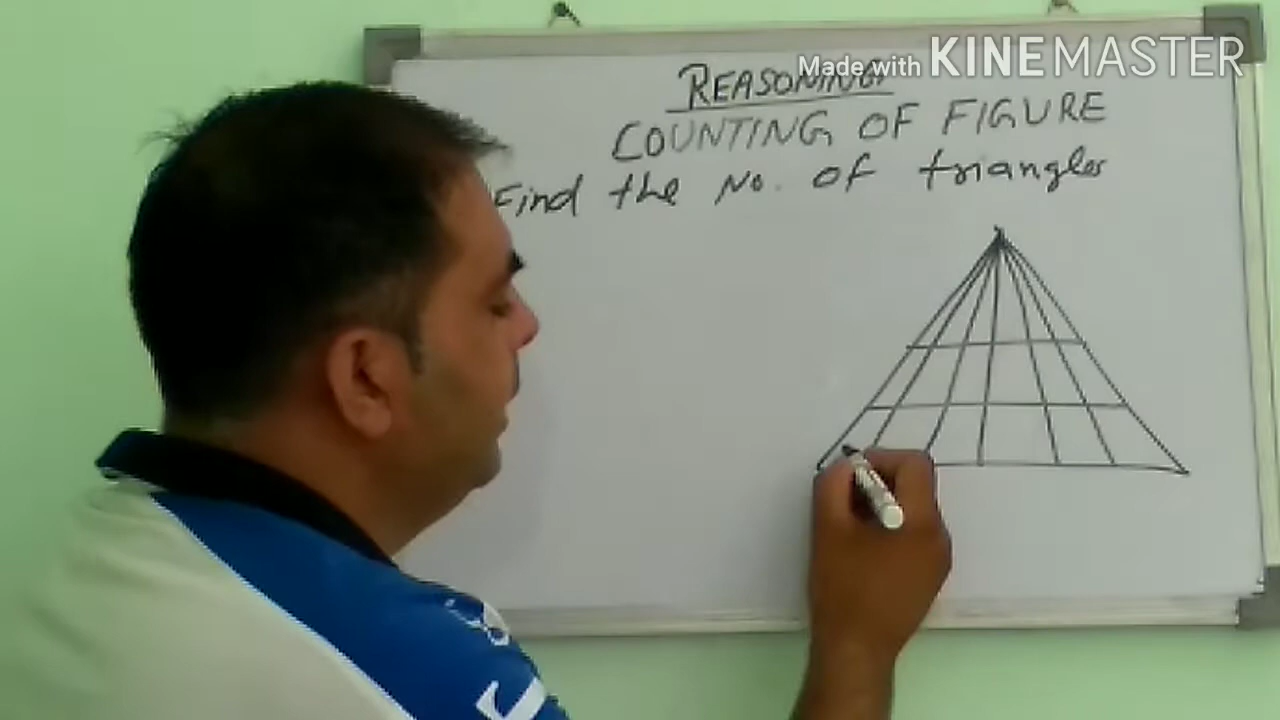 Made with KINEMASTER
REASONING
COUNTING OF FIGURE
Find the No. of triangles